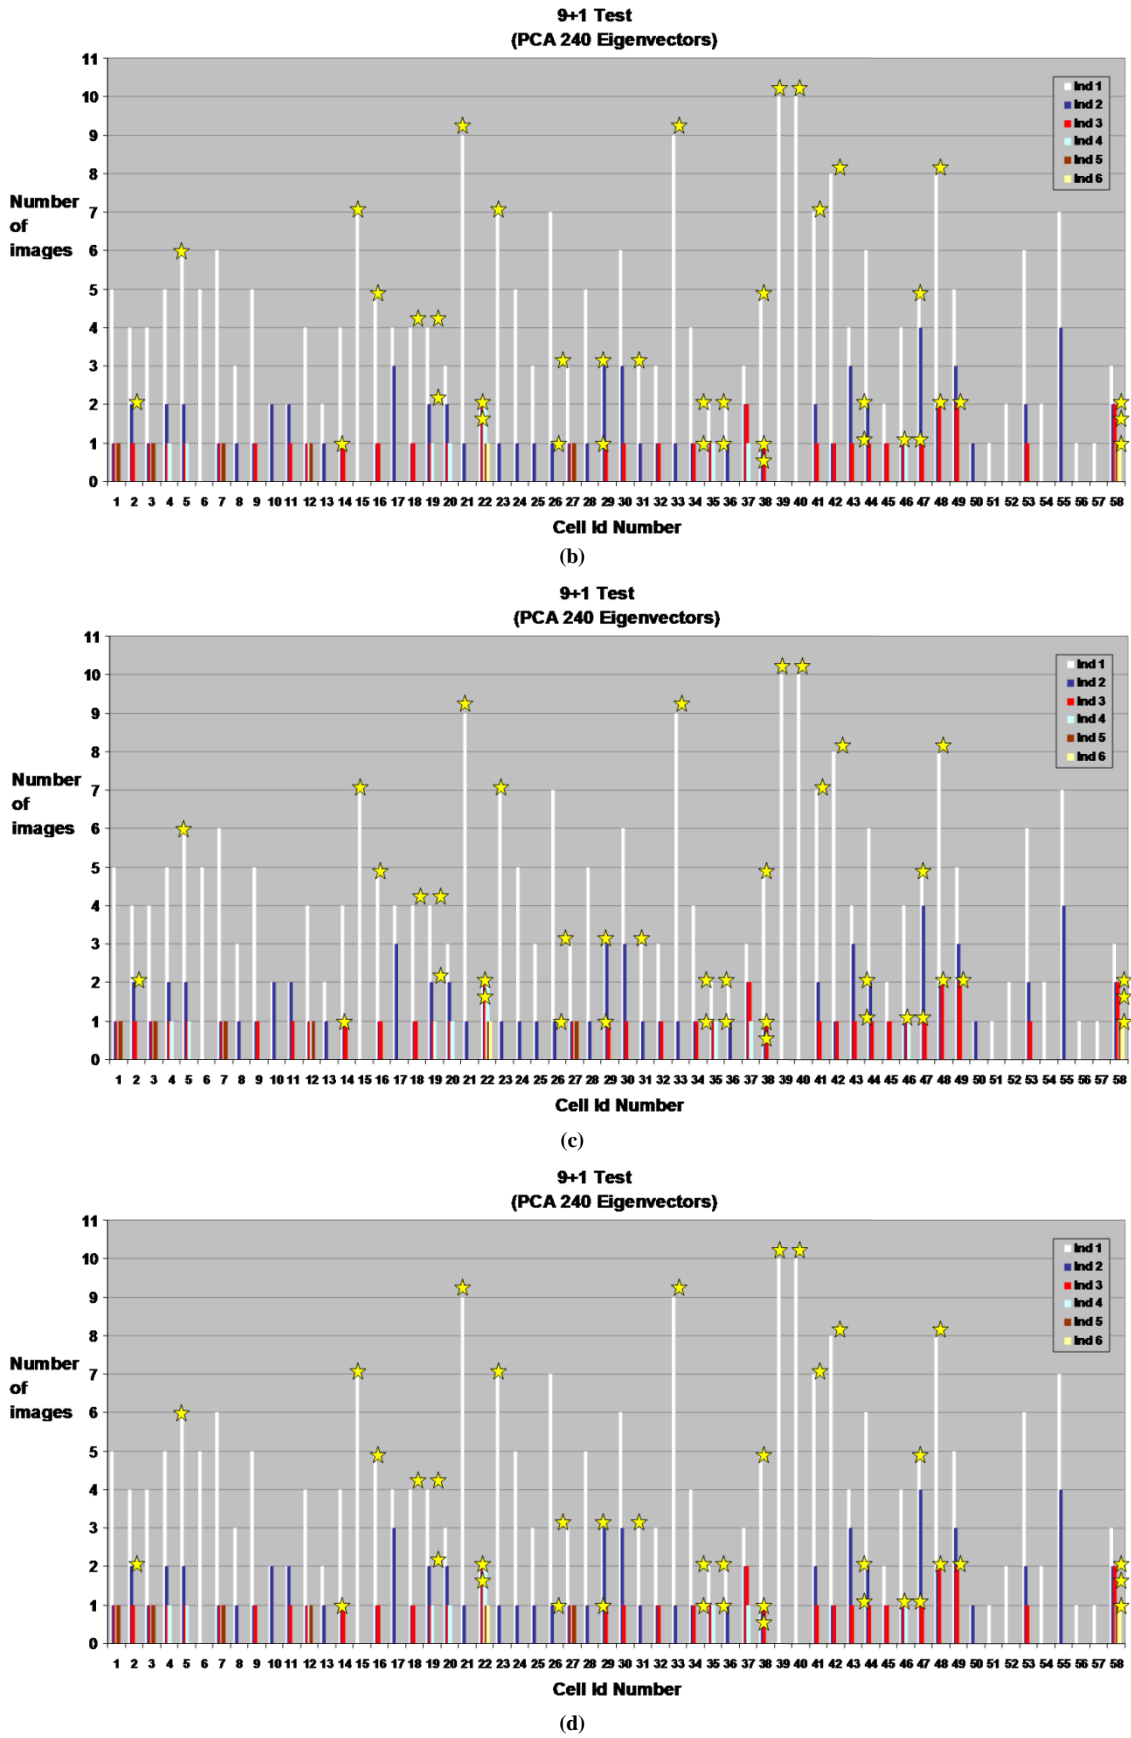 9+1 Test
(PCA 240 Eigenvectors)
11
10
9
8
7
6
5
4
3
2
1
0
Number
of
images
Ind 1
Ind 2
Ind 3
Ind 4
Ind 5
Ind 6
1 2 3 4 5 6 7 8 9 10 11 12 13 14 15 16 17 18 19 20 21 22 23 24 25 26 27 28 29 30 31 32 33 34 35 36 37 38 39 40 41 42 43 44 45 46 47 48 49 50 51 52 53 54 55 56 57 58
Cell Id Number
(b)
9+1 Test
(PCA 240 Eigenvectors)
11
10
9
8
7
6
5
4
3
2
1
0
Number
of
images
Ind 1
Ind 2
Ind 3
Ind 4
Ind 5
Ind 6
1 2 3 4 5 6 7 8 9 10 11 12 13 14 15 16 17 18 19 20 21 22 23 24 25 26 27 28 29 30 31 32 33 34 35 36 37 38 39 40 41 42 43 44 45 46 47 48 49 50 51 52 53 54 55 56 57 58
Cell Id Number
(c)
9+1 Test
(PCA 240 Eigenvectors)
11
10
9
8
7
6
5
4
3
2
1
0
Number
of
images
Ind 1
Ind 2
Ind 3
Ind 4
Ind 5
Ind 6
1 2 3 4 5 6 7 8 9 10 11 12 13 14 15 16 17 18 19 20 21 22 23 24 25 26 27 28 29 30 31 32 33 34 35 36 37 38 39 40 41 42 43 44 45 46 47 48 49 50 51 52 53 54 55 56 57 58
Cell Id Number
(d)